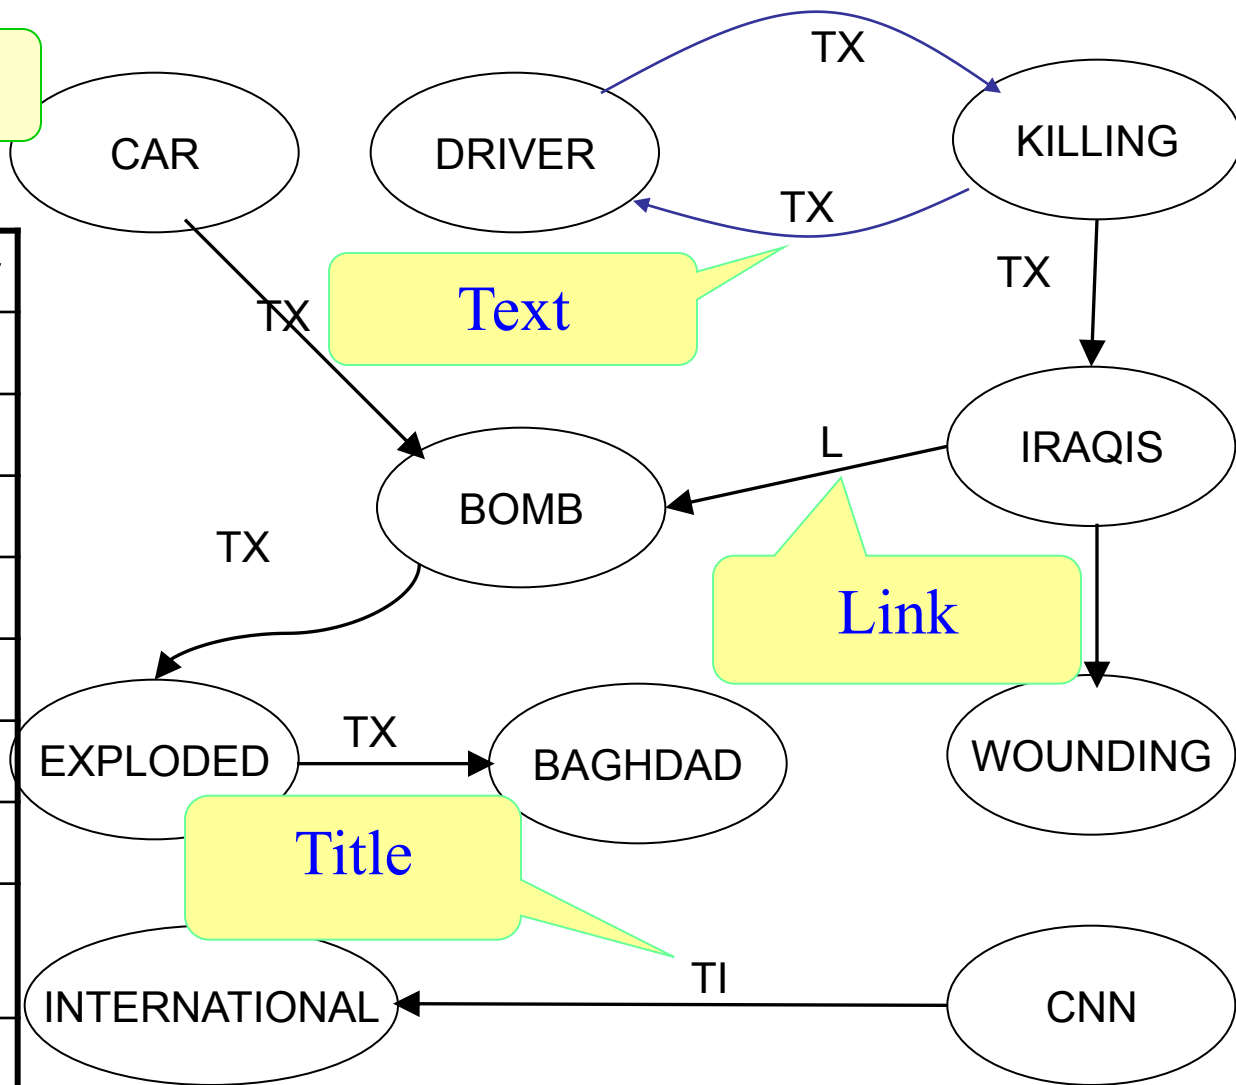 TX
CAR
DRIVER
KILLING
TX
TX
Text
TX
L
IRAQIS
BOMB
TX
Link
EXPLODED
TX
BAGHDAD
WOUNDING
Title
TI
INTERNATIONAL
CNN